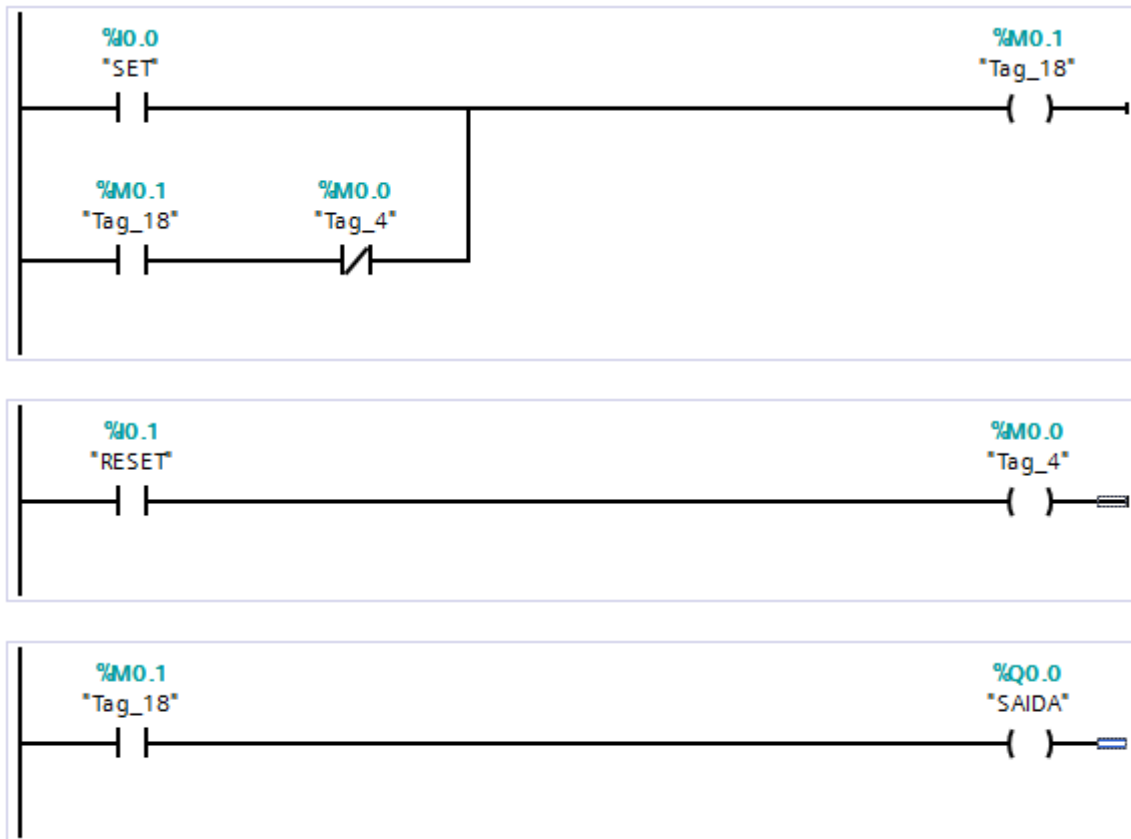 %I0.0
"SET"
%M0.1
"Tag_18"
%M0.1
"Tag_18"
%M0.0
"Tag_4"
%I0.1
"RESET"
%M0.0
"Tag_4"
%M0.1
"Tag_18"
%Q0.0
"SAIDA"